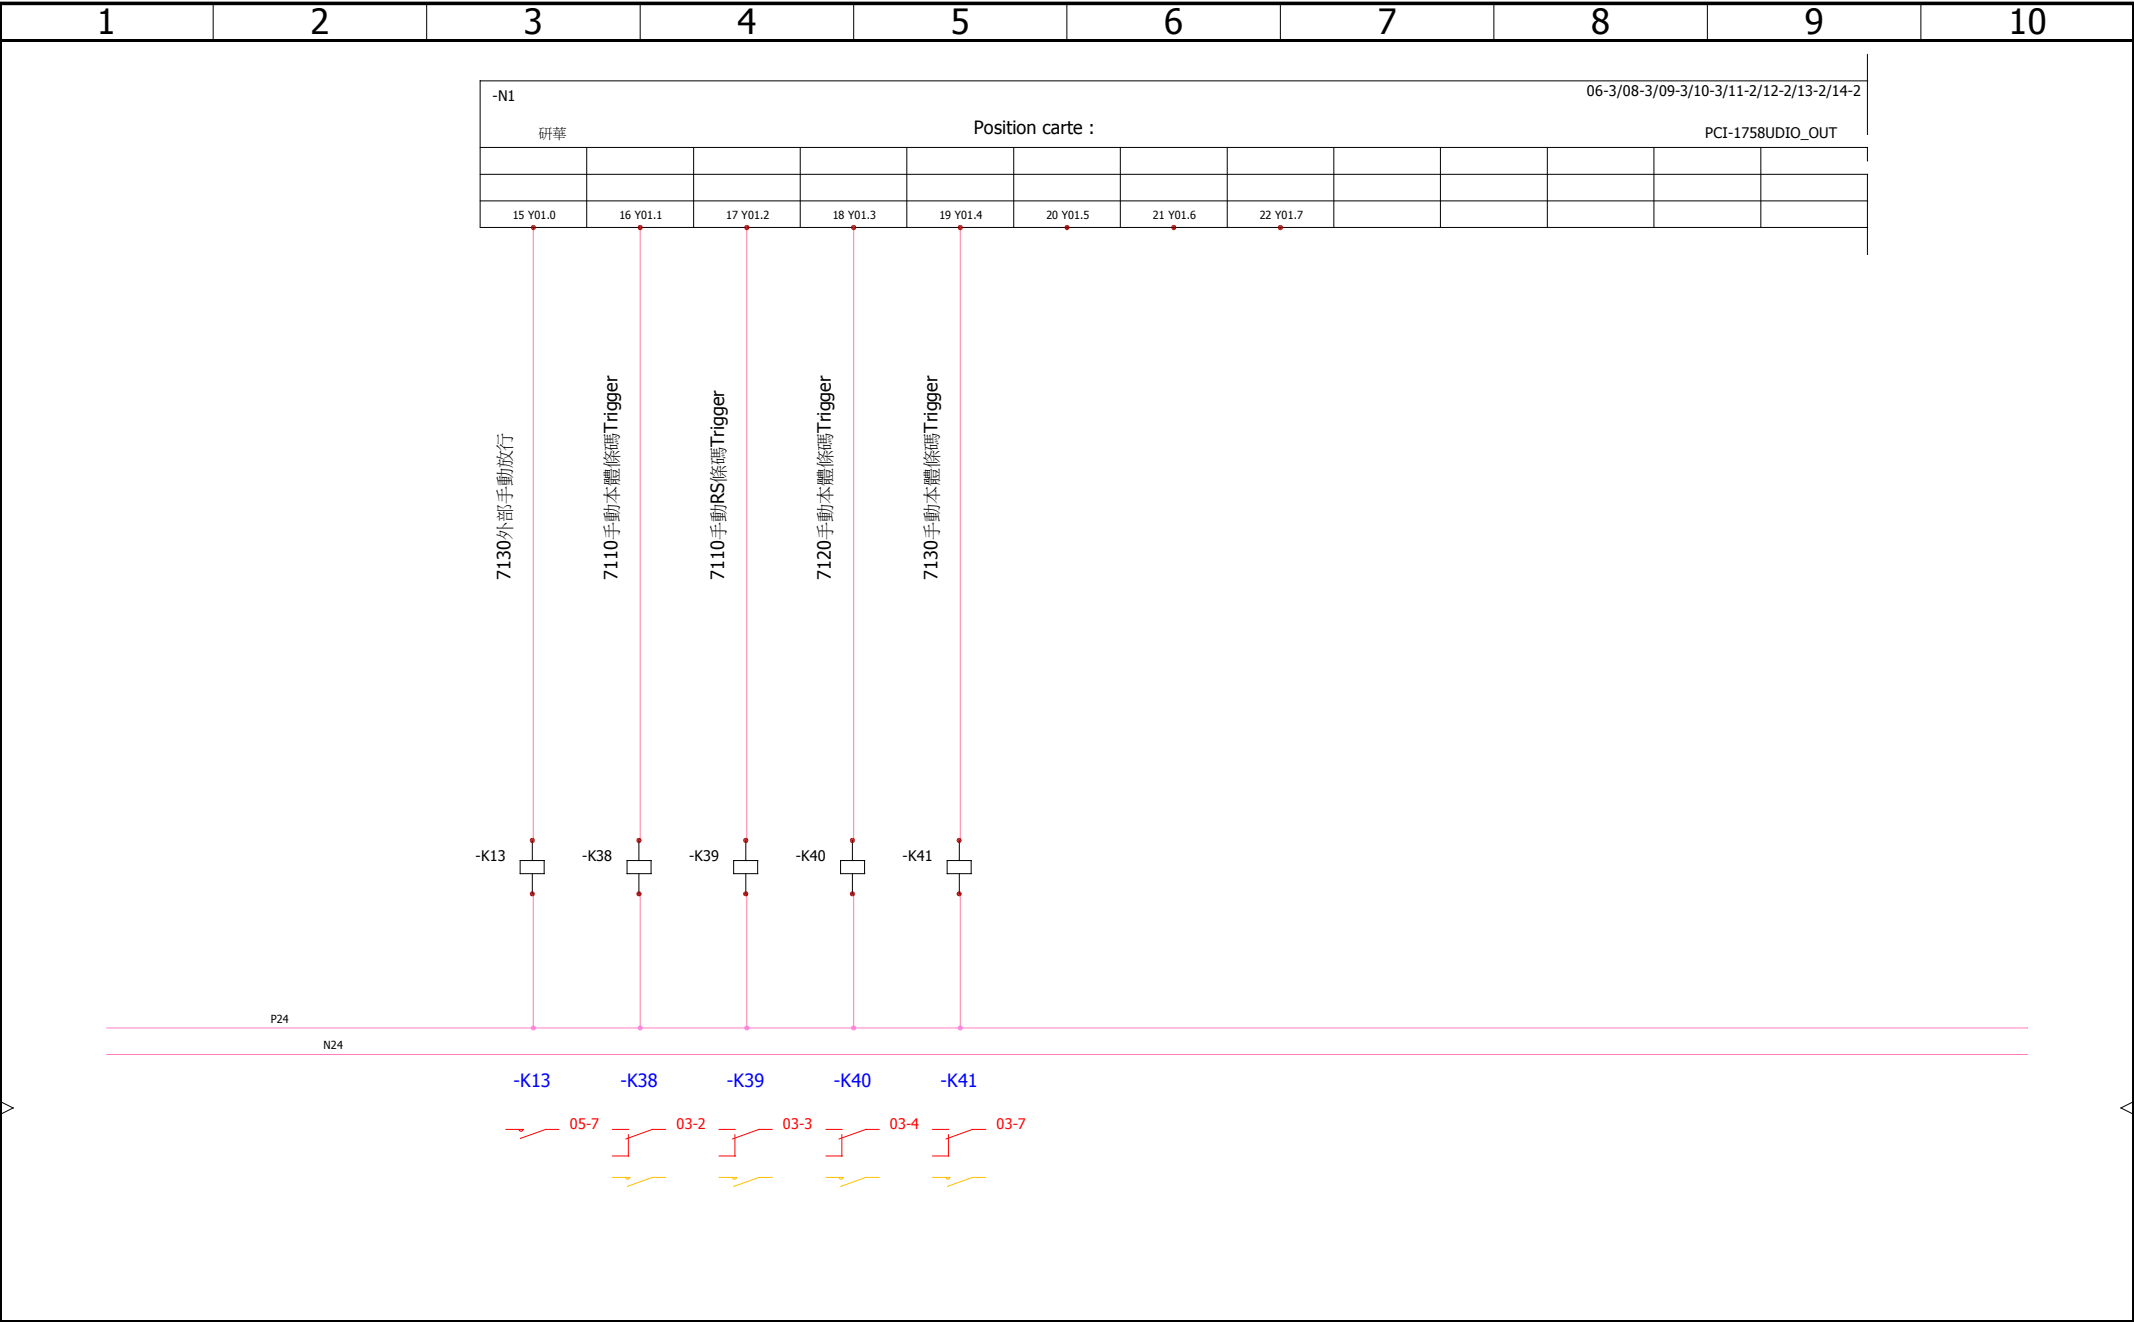 1 2 3 4 5 6 7 8 9 10
-N1 06-3/08-3/09-3/10-3/11-2/12-2/13-2/14-2
研華 Position carte : PCI-1758UDIO_OUT
15 Y01.0 16 Y01.1 17 Y01.2 18 Y01.3 19 Y01.4 20 Y01.5 21 Y01.6 22 Y01.7
7130外部手動放行
7110手動本體條碼Trigger
7110手動RS條碼Trigger
7120手動本體條碼Trigger
7130手動本體條碼Trigger
-K13 -K38 -K39 -K40 -K41
P24
N24
-K13 -K38 -K39 -K40 -K41
05-7 03-2 03-3 03-4 03-7